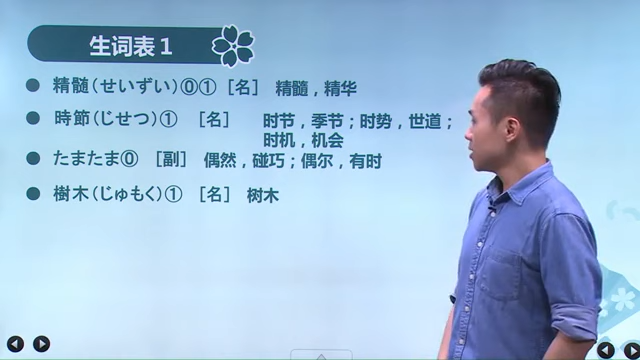 生词表1
精髓（せいずい）⓪① [名] 精髓，精华
時節（じせつ）① [名] 时节，季节；时势，世道；
时机，机会
たまたま⓪ [副] 偶然，碰巧；偶尔，有时
樹木（じゅもく）① [名] 树木